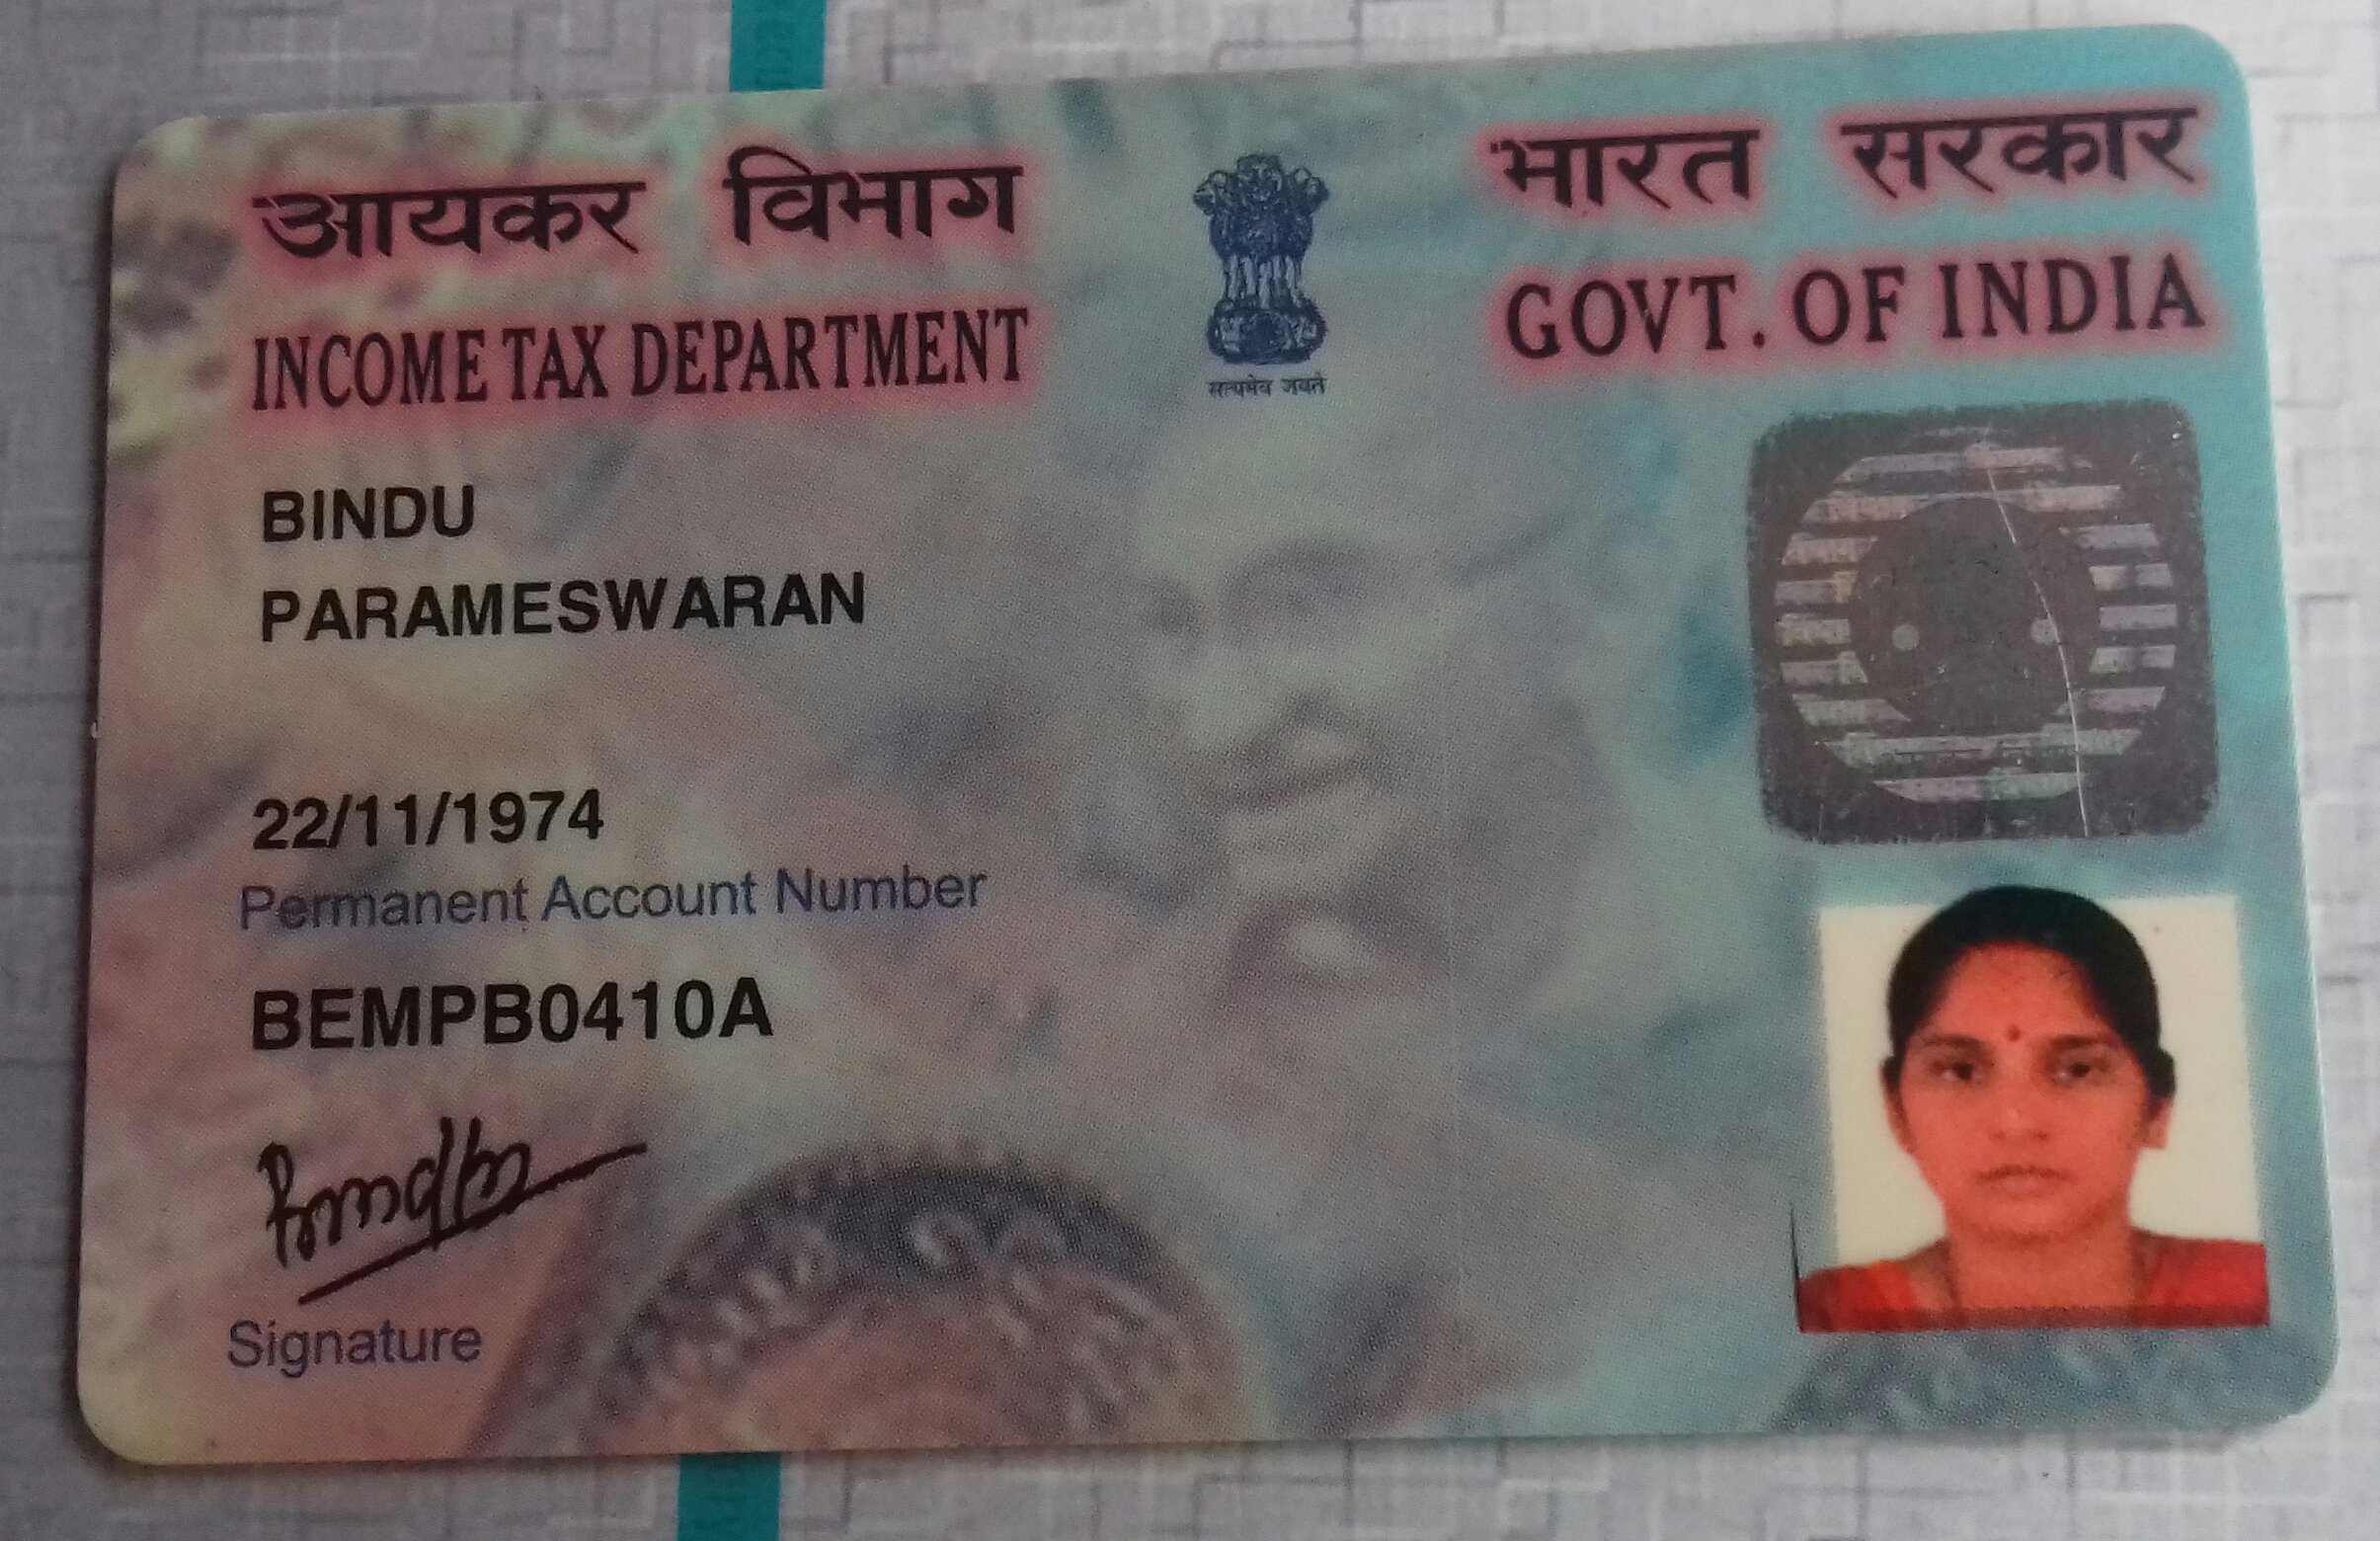 आयकर विभाग
INCOME TAX DEPARTMENT
सत्यमेव जयते
भारत सरकार
GOVT. OF INDIA
BINDU
PARAMESWARAN
22/11/1974
Permanent Account Number
BEMPB0410A
Signature